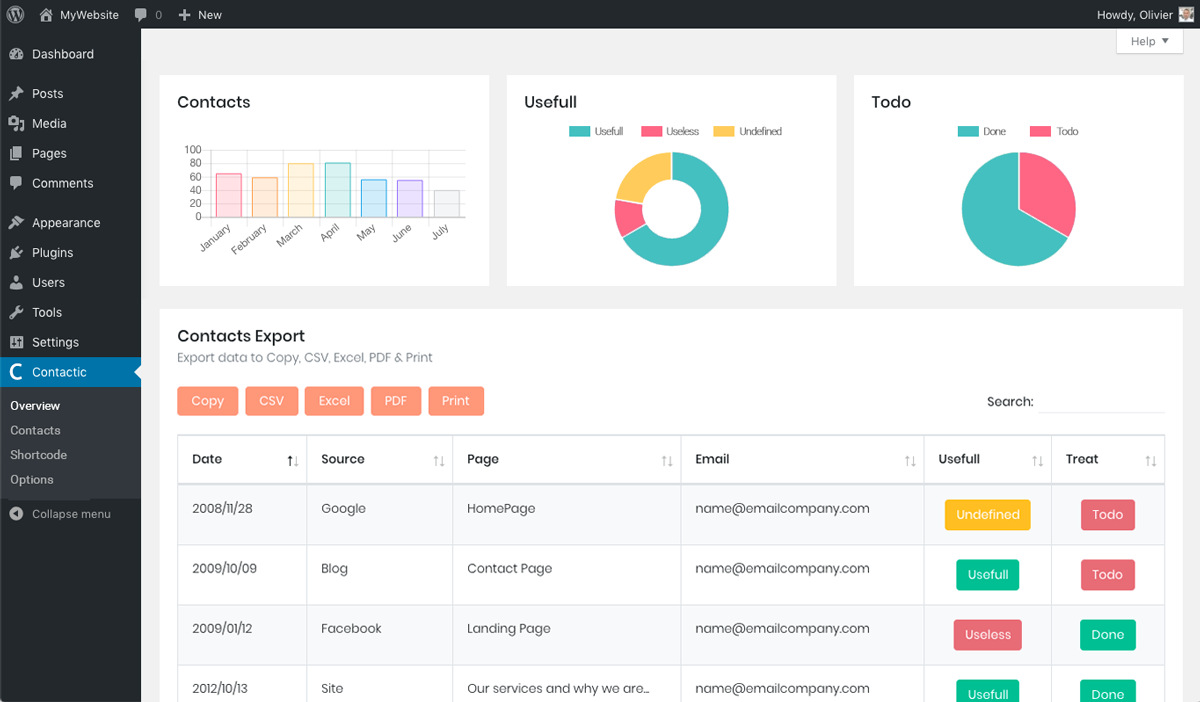 MyWebsite 0 New Howdy, Olivier
Help
Dashboard
Posts
Media
Pages
Comments
Appearance
Plugins
Users
Tools
Settings
Contactic
Overview
Contacts
Shortcode
Options
Collapse menu
Contacts
100
80
60
40
20
0
January February March April May June July
Usefull
Usefull Useless Undefined
Todo
Done Todo
Contacts Export
Export data to Copy, CSV, Excel, PDF & Print
Copy CSV Excel PDF Print Search:
Date Source Page Email Usefull Treat
2008/11/28 Google HomePage name@emailcompany.com Undefined Todo
2009/10/09 Blog Contact Page name@emailcompany.com Usefull Todo
2009/01/12 Facebook Landing Page name@emailcompany.com Useless Done
2012/10/13 Site Our services and why we are... name@emailcompany.com Usefull Done